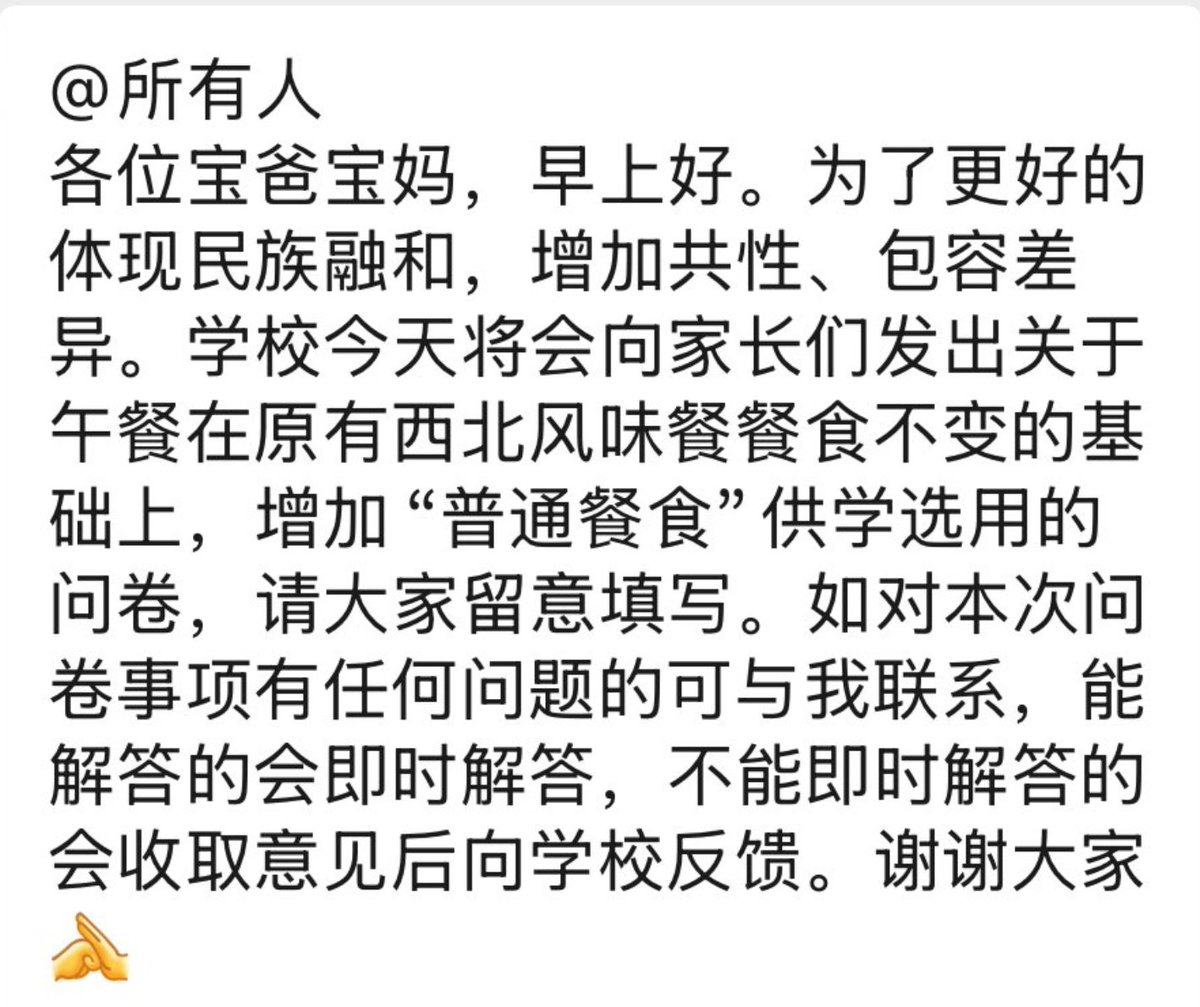 @所有人
各位宝爸宝妈，早上好。为了更好的
体现民族融和，增加共性、包容差
异。学校今天将会向家长们发出关于
午餐在原有西北风味餐餐食不变的基
础上，增加“普通餐食”供学选用的
问卷，请大家留意填写。如对本次问
卷事项有任何问题的可与我联系，能
解答的会即时解答，不能即时解答的
会收取意见后向学校反馈。谢谢大家